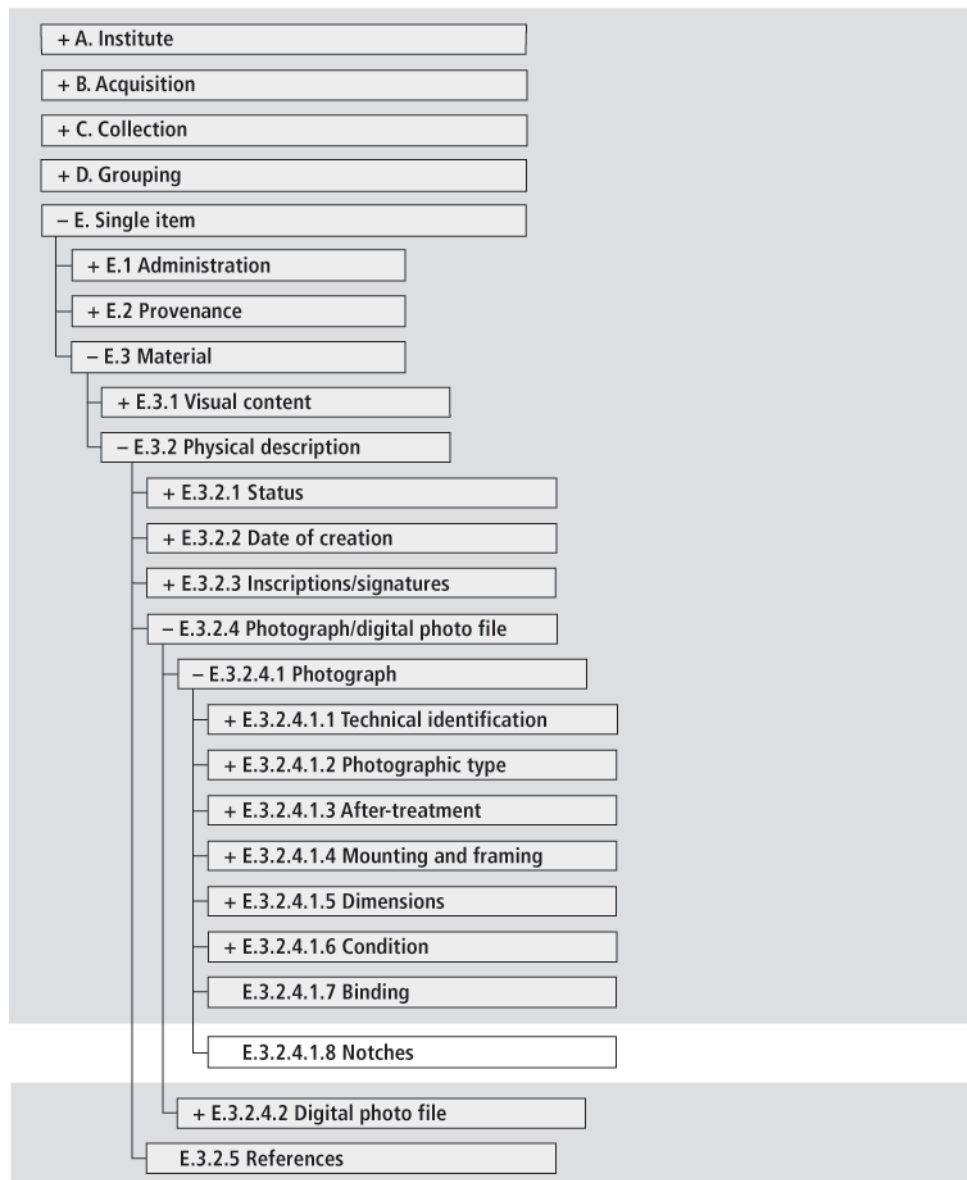 + A. Institute
+ B. Acquisition
+ C. Collection
+ D. Grouping
– E. Single item
+ E.1 Administration
+ E.2 Provenance
– E.3 Material
+ E.3.1 Visual content
– E.3.2 Physical description
+ E.3.2.1 Status
+ E.3.2.2 Date of creation
+ E.3.2.3 Inscriptions/signatures
– E.3.2.4 Photograph/digital photo file
– E.3.2.4.1 Photograph
+ E.3.2.4.1.1 Technical identification
+ E.3.2.4.1.2 Photographic type
+ E.3.2.4.1.3 After-treatment
+ E.3.2.4.1.4 Mounting and framing
+ E.3.2.4.1.5 Dimensions
+ E.3.2.4.1.6 Condition
E.3.2.4.1.7 Binding
E.3.2.4.1.8 Notches
+ E.3.2.4.2 Digital photo file
E.3.2.5 References